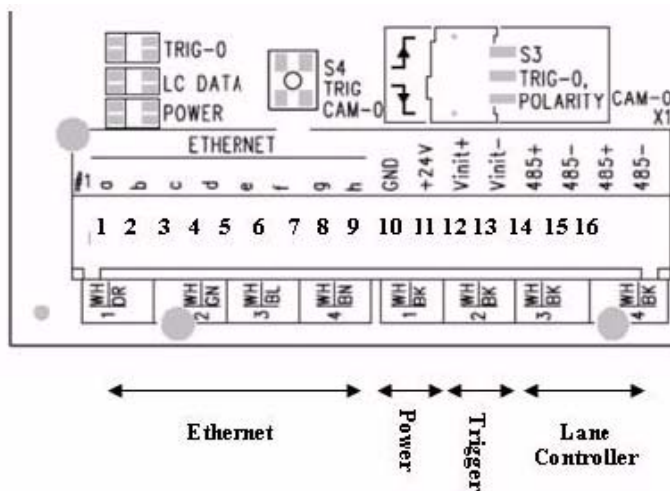 TRIG-0
LC DATA
POWER
S4
TRIG
CAM-0
S3
TRIG-0,
POLARITY CAM-0
X1
ETHERNET
#1 a b c d e f g h GND +24V Vinit+ Vinit- 485+ 485- 485+ 485-
1 2 3 4 5 6 7 8 9 10 11 12 13 14 15 16
WH WH WH WH WH WH WH WH
OR GN BL BN BK BK BK BK
1 2 3 4 1 2 3 4
Ethernet
Power
Trigger
Lane
Controller